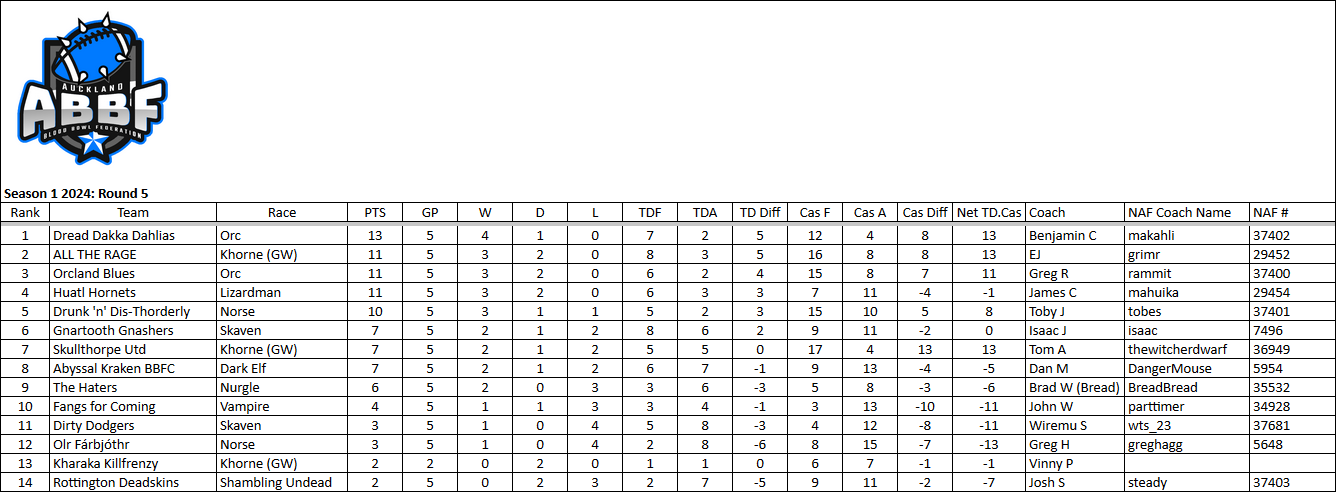 AUCKLAND
ABBF
BLOOD BOWL FEDERATION
Season 1 2024: Round 5
Rank Team Race PTS GP W D L TDF TDA TD Diff Cas F Cas A Cas Diff Net TD.Cas Coach NAF Coach Name NAF #
1 Dread Dakka Dahlias Orc 13 5 4 1 0 7 2 5 12 4 8 13 Benjamin C makahli 37402
2 ALL THE RAGE Khorne (GW) 11 5 3 2 0 8 3 5 16 8 8 13 EJ grimr 29452
3 Orcland Blues Orc 11 5 3 2 0 6 2 4 15 8 7 11 Greg R rammit 37400
4 Huatl Hornets Lizardman 11 5 3 2 0 6 3 3 7 11 -4 -1 James C mahuika 29454
5 Drunk 'n' Dis-Thorderly Norse 10 5 3 1 1 5 2 3 15 10 5 8 Toby J tobes 37401
6 Gnartooth Gnashers Skaven 7 5 2 1 2 8 6 2 9 11 -2 0 Isaac J isaac 7496
7 Skullthorpe Utd Khorne (GW) 7 5 2 1 2 5 5 0 17 4 13 13 Tom A thewitcherdwarf 36949
8 Abyssal Kraken BBFC Dark Elf 7 5 2 1 2 6 7 -1 9 13 -4 -5 Dan M DangerMouse 5954
9 The Haters Nurgle 6 5 2 0 3 3 6 -3 5 8 -3 -6 Brad W (Bread) BreadBread 35532
10 Fangs for Coming Vampire 4 5 1 1 3 3 4 -1 3 13 -10 -11 John W parttimer 34928
11 Dirty Dodgers Skaven 3 5 1 0 4 5 8 -3 4 12 -8 -11 Wiremu S wts_23 37681
12 Olr Fárbjóthr Norse 3 5 1 0 4 2 8 -6 8 15 -7 -13 Greg H greghagg 5648
13 Kharaka Killfrenzy Khorne (GW) 2 2 0 2 0 1 1 0 6 7 -1 -1 Vinny P
14 Rottington Deadskins Shambling Undead 2 5 0 2 3 2 7 -5 9 11 -2 -7 Josh S steady 37403